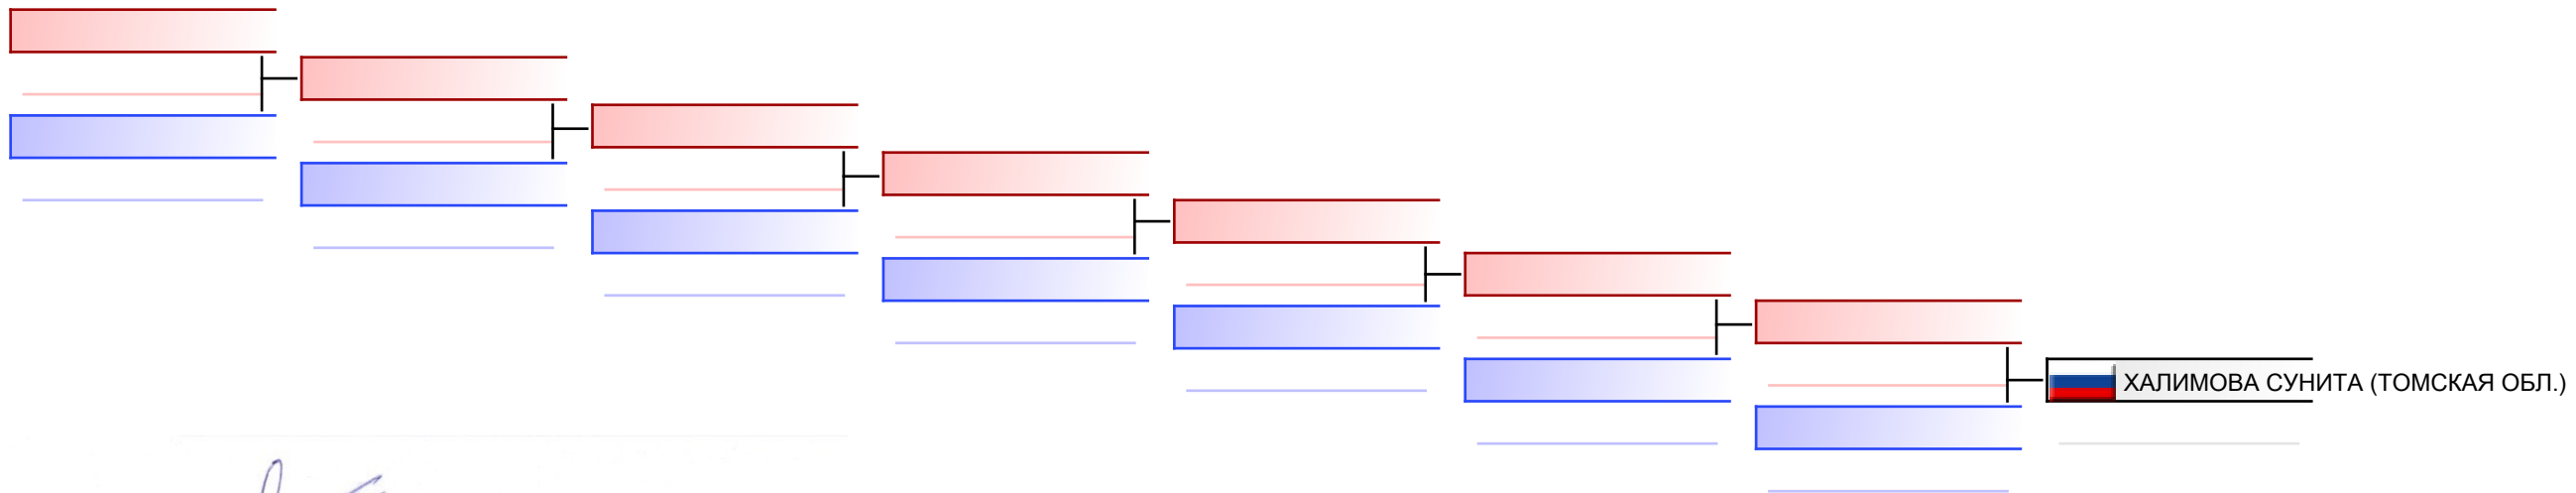 ХАЛИМОВА СУНИТА (ТОМСКАЯ ОБЛ.)